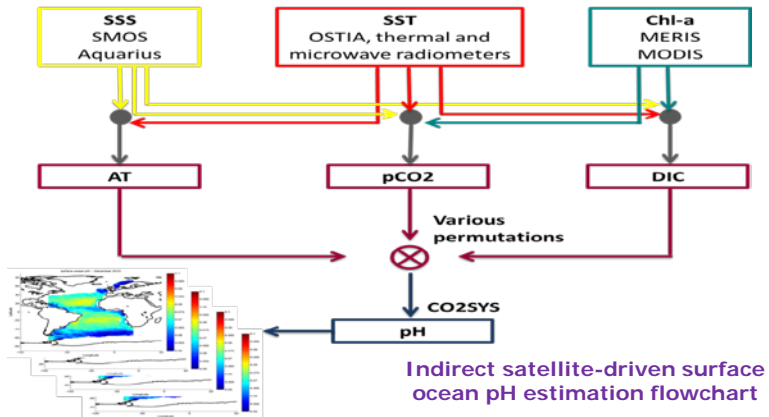 SSS
SMOS
Aquarius
SST
OSTIA, thermal and
microwave radiometers
Chl-a
MERIS
MODIS
AT
pCO2
DIC
Various
permutations
CO2SYS
pH
Indirect satellite-driven surface
ocean pH estimation flowchart